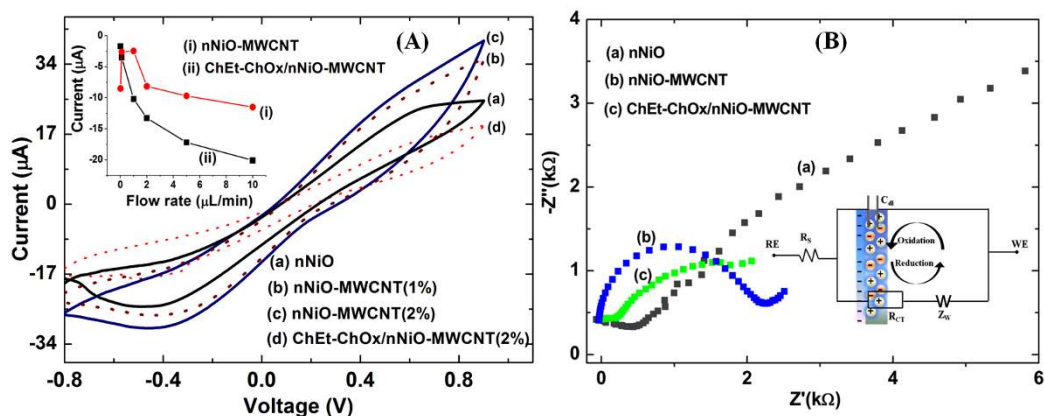 (A)
Current (μA)
34
17
0
-17
-34
-0.8
-0.4
0.0
0.4
0.8
Voltage (V)
Current (μA)
0
-5
-10
-15
-20
0
2
4
6
8
10
Flow rate (μL/min)
(i)
(ii)
(i) nNiO-MWCNT
(ii) ChEt-ChOx/nNiO-MWCNT
(c)
(b)
(a)
(d)
(a) nNiO
(b) nNiO-MWCNT(1%)
(c) nNiO-MWCNT(2%)
(d) ChEt-ChOx/nNiO-MWCNT(2%)
(B)
-Z''(kΩ)
4
3
2
1
0
0
2
4
6
Z'(kΩ)
(a) nNiO
(b) nNiO-MWCNT
(c) ChEt-ChOx/nNiO-MWCNT
(a)
(b)
(c)
RE
RS
Cdl
Oxidation
Reduction
RCT
ZW
WE